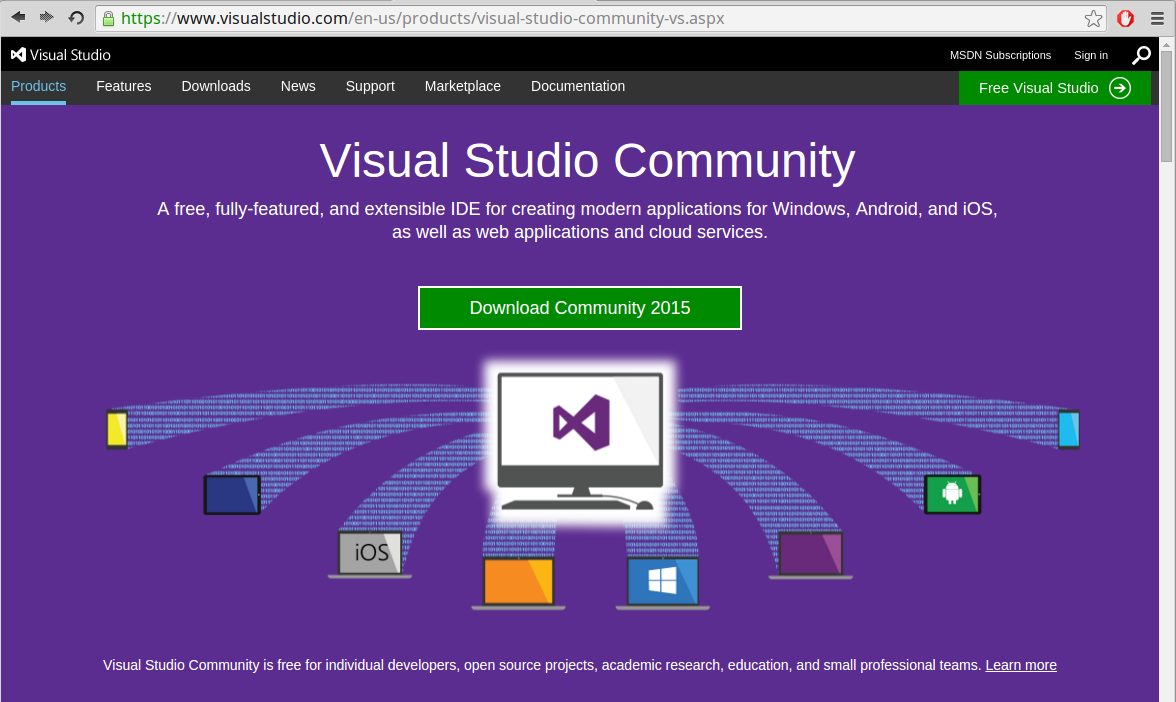 https://www.visualstudio.com/en-us/products/visual-studio-community-vs.aspx
Visual Studio
MSDN Subscriptions Sign in
Products Features Downloads News Support Marketplace Documentation Free Visual Studio
Visual Studio Community
A free, fully-featured, and extensible IDE for creating modern applications for Windows, Android, and iOS,
as well as web applications and cloud services.
Download Community 2015
iOS
Visual Studio Community is free for individual developers, open source projects, academic research, education, and small professional teams. Learn more